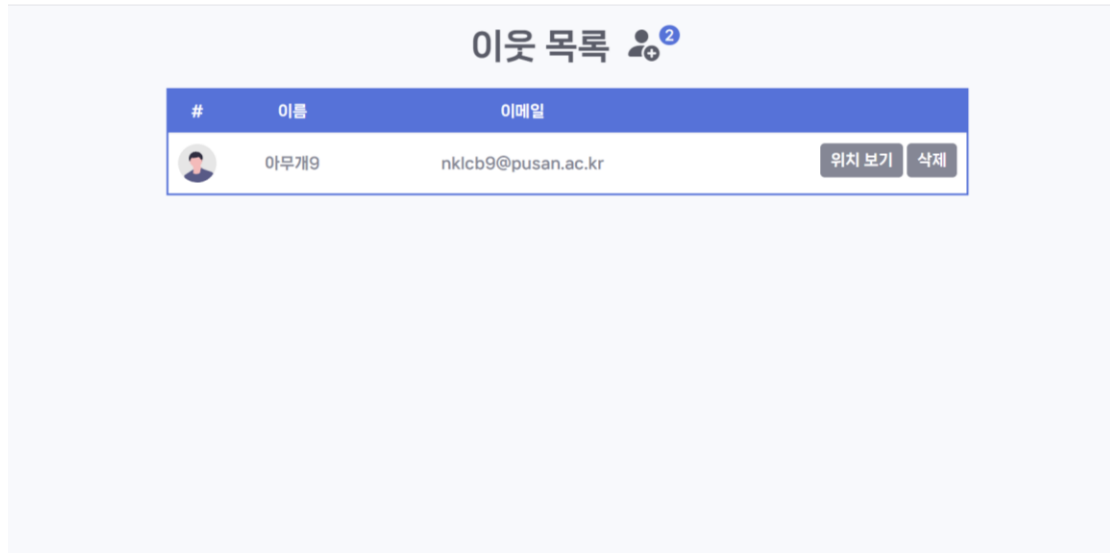 이웃 목록 2
# 이름 이메일
아무개9 nklcb9@pusan.ac.kr 위치 보기 삭제